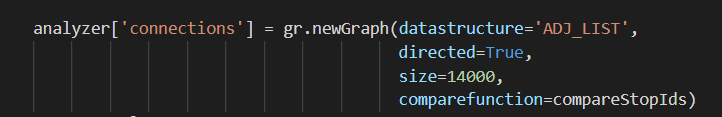 analyzer['connections'] = gr.newGraph(datastructure='ADJ_LIST',
directed=True,
size=14000,
comparefunction=compareStopIds)